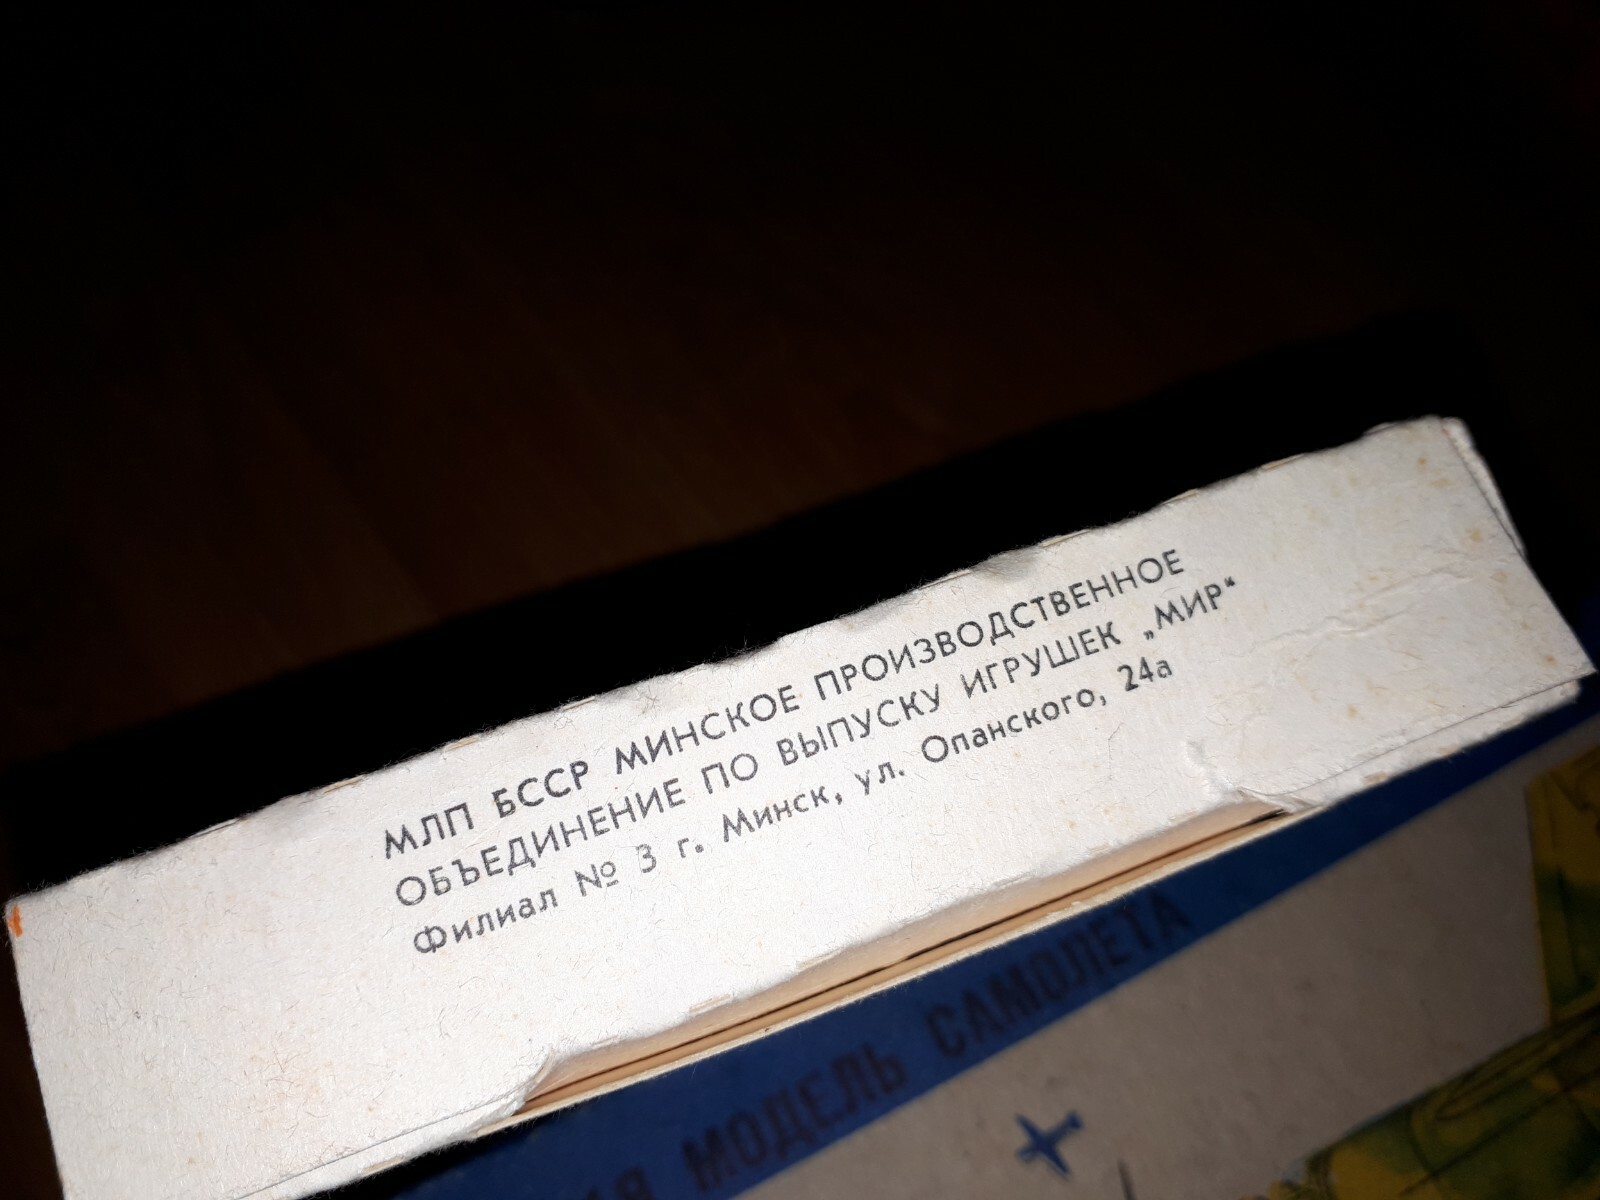 МЛП БССР МИНСКОЕ ПРОИЗВОДСТВЕННОЕ
ОБЪЕДИНЕНИЕ ПО ВЫПУСКУ ИГРУШЕК „МИР“
Филиал № 3 г. Минск, ул. Опанского, 24а
МОДЕЛЬ САМОЛЕТА